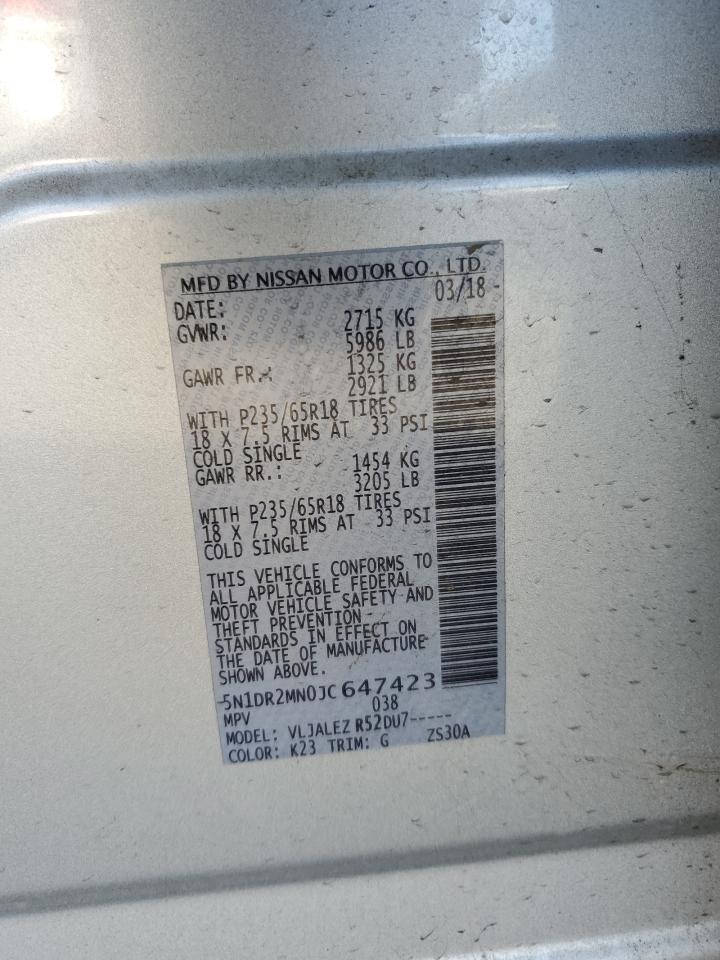 MFD BY NISSAN MOTOR CO., LTD.
DATE: 03/18
GVWR: 2715 KG
5986 LB
GAWR FR.: 1325 KG
2921 LB
WITH P235/65R18 TIRES
18 X 7.5 RIMS AT 33 PSI
COLD SINGLE
GAWR RR.: 1454 KG
3205 LB
WITH P235/65R18 TIRES
18 X 7.5 RIMS AT 33 PSI
COLD SINGLE
THIS VEHICLE CONFORMS TO
ALL APPLICABLE FEDERAL
MOTOR VEHICLE SAFETY AND
THEFT PREVENTION
STANDARDS IN EFFECT ON
THE DATE OF MANUFACTURE
SHOWN ABOVE.
5N1DR2MN0JC647423
MPV 038
MODEL: VLJALEZ R52DU7-----
COLOR: K23 TRIM: G ZS30A